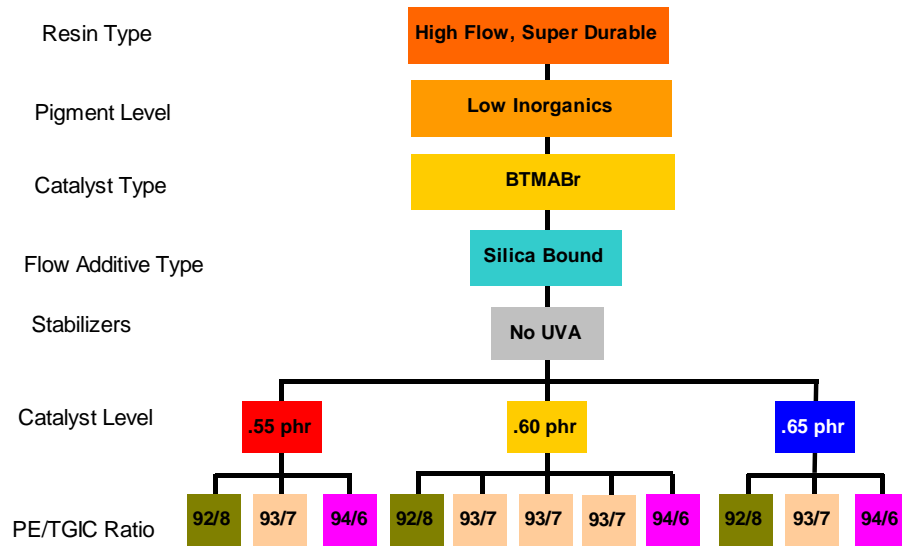 Resin Type
High Flow, Super Durable
Pigment Level
Low Inorganics
Catalyst Type
BTMABr
Flow Additive Type
Silica Bound
Stabilizers
No UVA
Catalyst Level
.55 phr
.60 phr
.65 phr
PE/TGIC Ratio
92/8
93/7
94/6
92/8
93/7
93/7
93/7
94/6
92/8
93/7
94/6